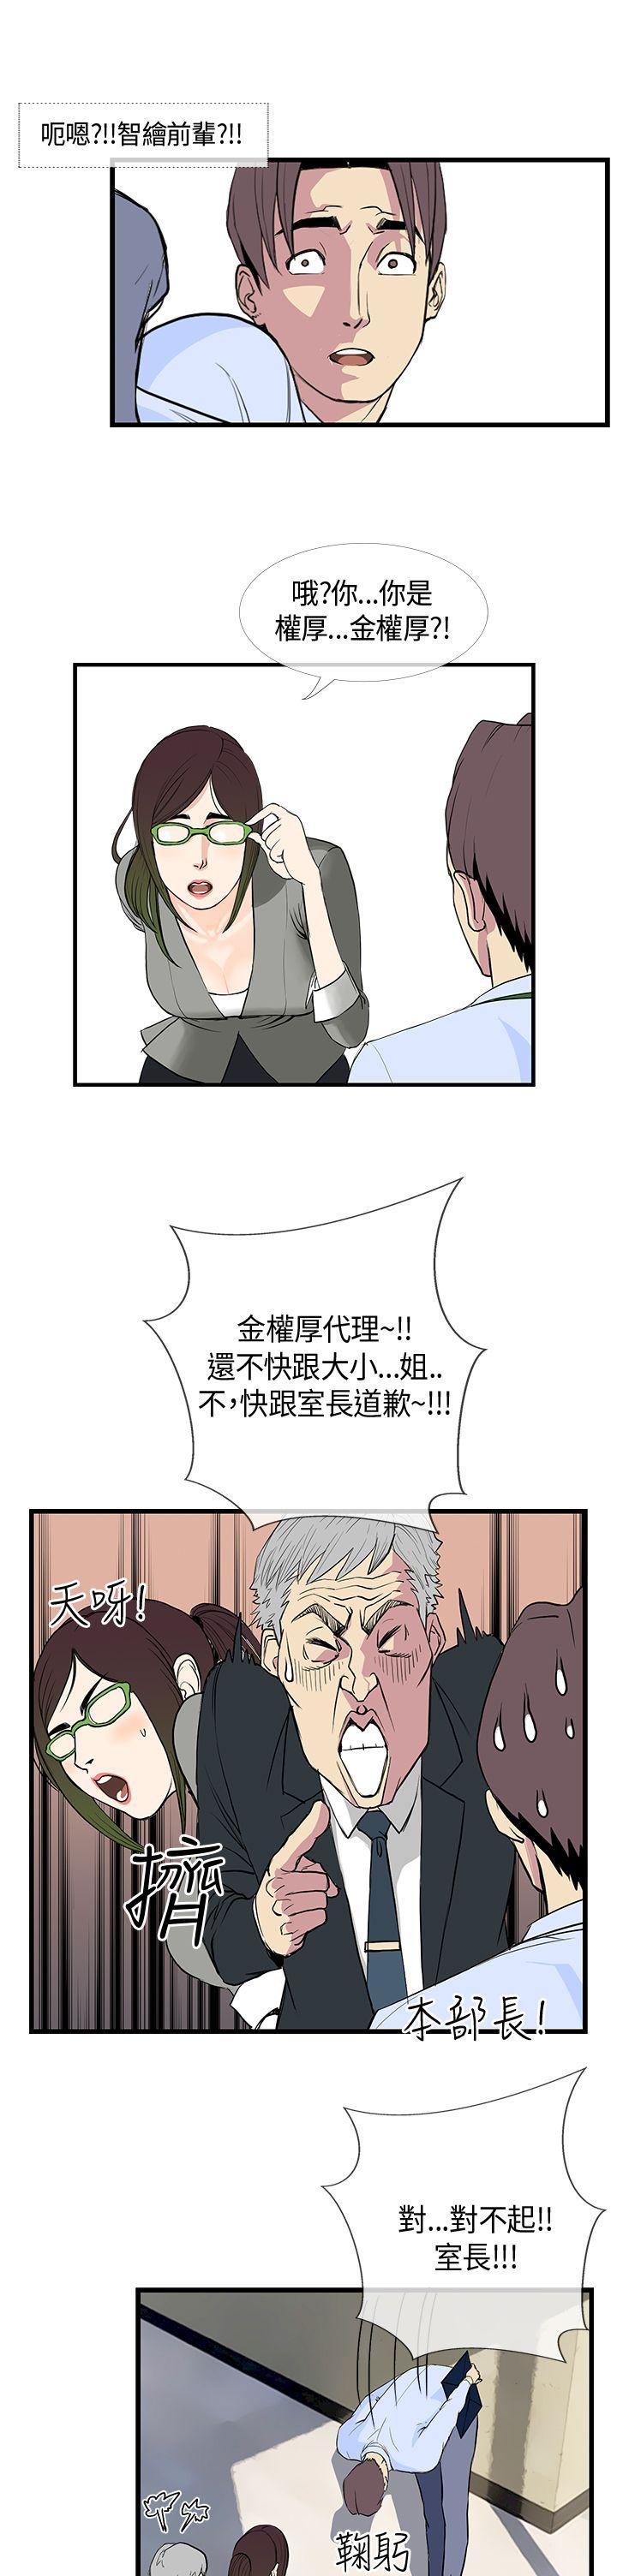 呃嗯?!!智繪前輩?!!
哦?你...你是
權厚...金權厚?!
金權厚代理~!!
還不快跟大小...姐..
不,快跟室長道歉~!!!
天呀!
擠
本部長!
對...對不起!!
室長!!!
鞠躬